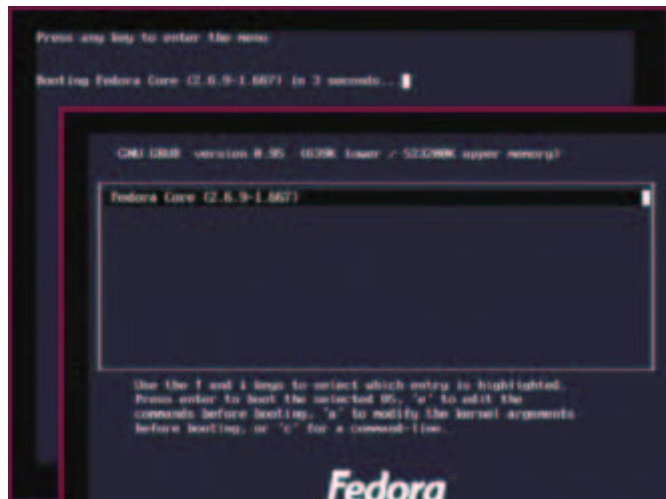 Press any key to enter the menu
Booting Fedora Core (2.6.9-1.667) in 3 seconds...
GNU GRUB version 0.95 (639K lower / 523200K upper memory)
Fedora Core (2.6.9-1.667)
Use the ↑ and ↓ keys to select which entry is highlighted.
Press enter to boot the selected OS, 'e' to edit the
commands before booting, 'a' to modify the kernel arguments
before booting, or 'c' for a command-line.
Fedora